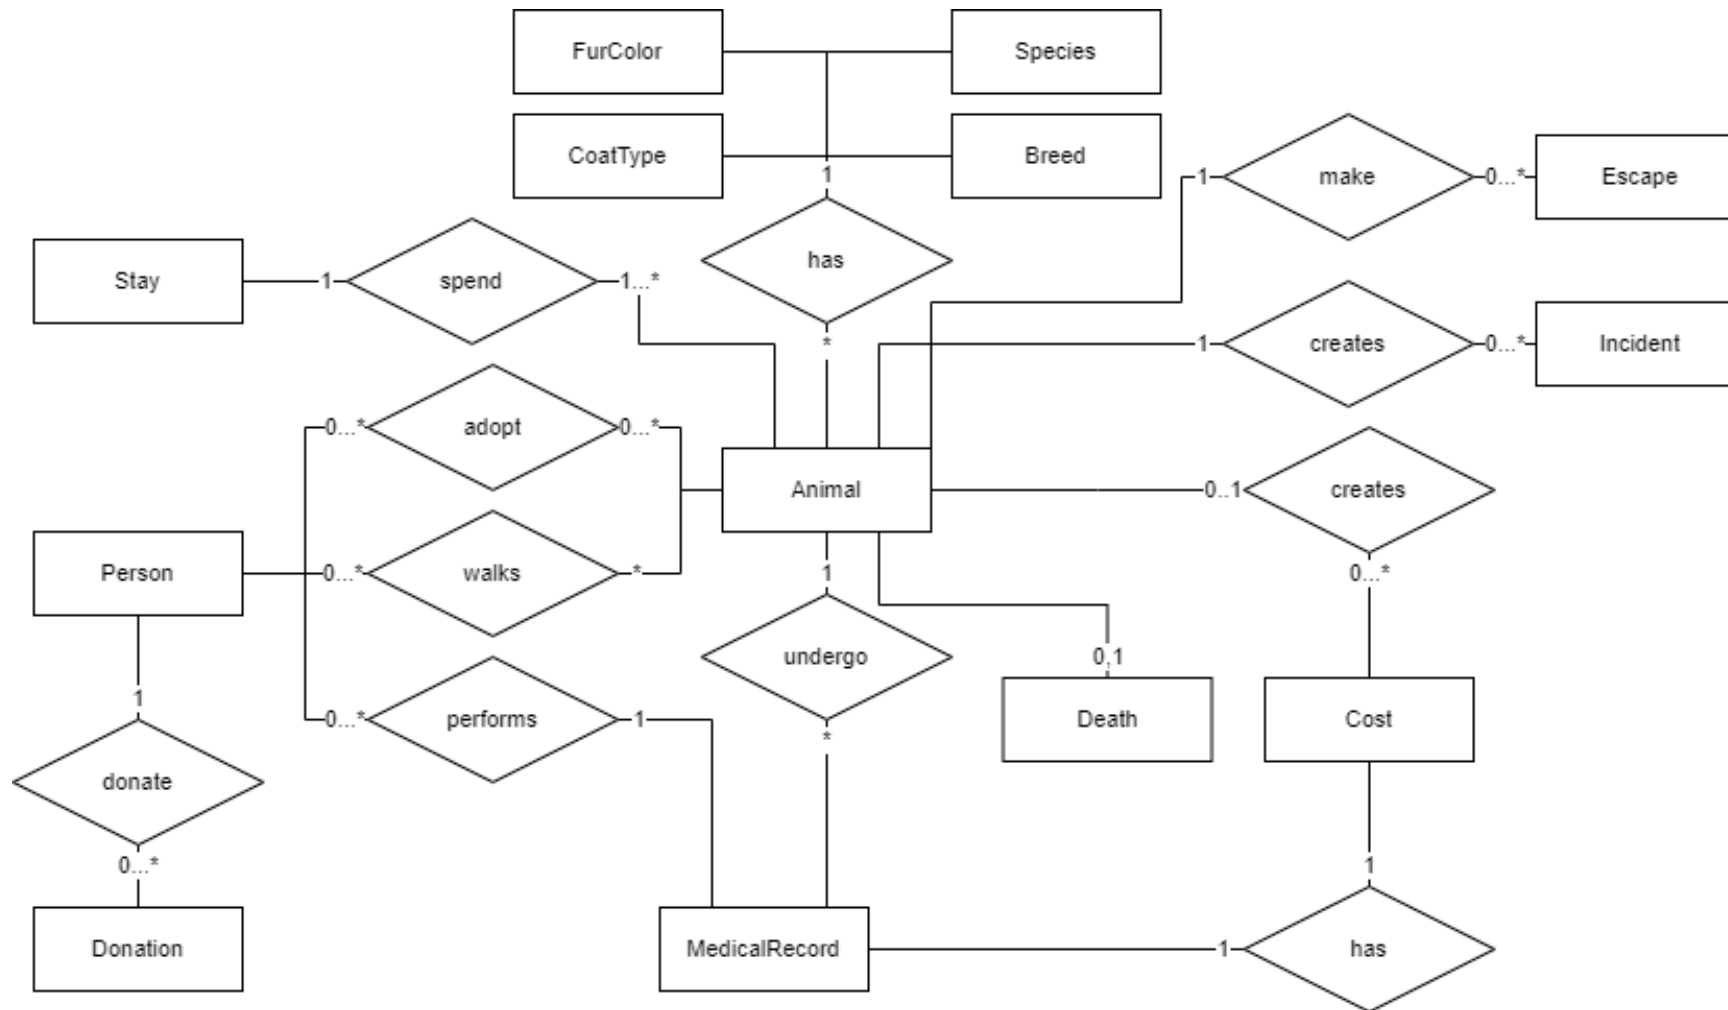 FurColor
Species
CoatType
Breed
1
make
1
0...*
Escape
has
Stay
1
spend
1...*
*
creates
1
0...*
Incident
0...*
adopt
0...*
Animal
0..1
creates
Person
0...*
walks
*
1
0...*
undergo
0,1
1
0...*
performs
1
*
Death
Cost
donate
0...*
1
Donation
MedicalRecord
1
has